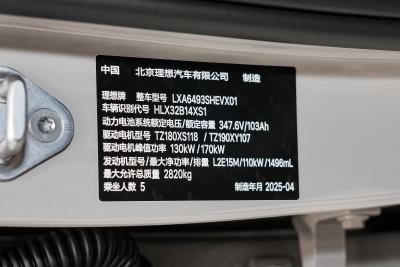 中国 北京理想汽车有限公司 制造
理想牌 整车型号 LXA6493SHEVX01
车辆识别代号 HLX32B14XS1
动力电池系统额定电压/额定容量 347.6V/103Ah
驱动电机型号 TZ180XS118 / TZ190XY107
驱动电机峰值功率 130kW /170kW
发动机型号/最大净功率/排量 L2E15M/110kW/1496mL
最大允许总质量 2820kg
乘坐人数 5 制造年月 2025-04